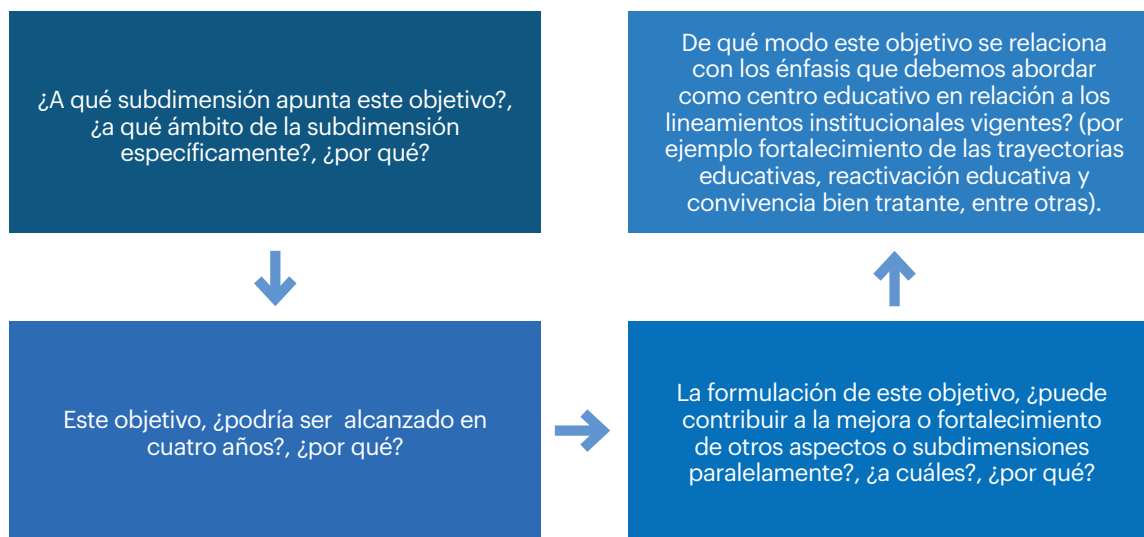 ¿A qué subdimensión apunta este objetivo?,
¿a qué ámbito de la subdimensión
específicamente?, ¿por qué?
Este objetivo, ¿podría ser alcanzado en
cuatro años?, ¿por qué?
La formulación de este objetivo, ¿puede
contribuir a la mejora o fortalecimiento
de otros aspectos o subdimensiones
paralelamente?, ¿a cuáles?, ¿por qué?
De qué modo este objetivo se relaciona
con los énfasis que debemos abordar
como centro educativo en relación a los
lineamientos institucionales vigentes? (por
ejemplo fortalecimiento de las trayectorias
educativas, reactivación educativa y
convivencia bien tratante, entre otras).